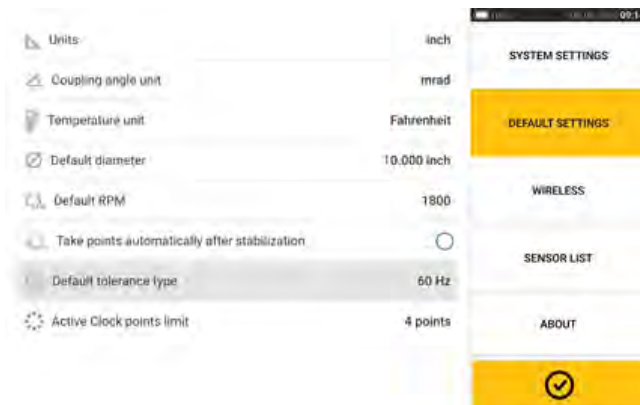 Units inch
Coupling angle unit mrad
Temperature unit Fahrenheit
Default diameter 10.000 inch
Default RPM 1800
Take points automatically after stabilization
Default tolerance type 60 Hz
Active Clock points limit 4 points
SYSTEM SETTINGS
DEFAULT SETTINGS
WIRELESS
SENSOR LIST
ABOUT